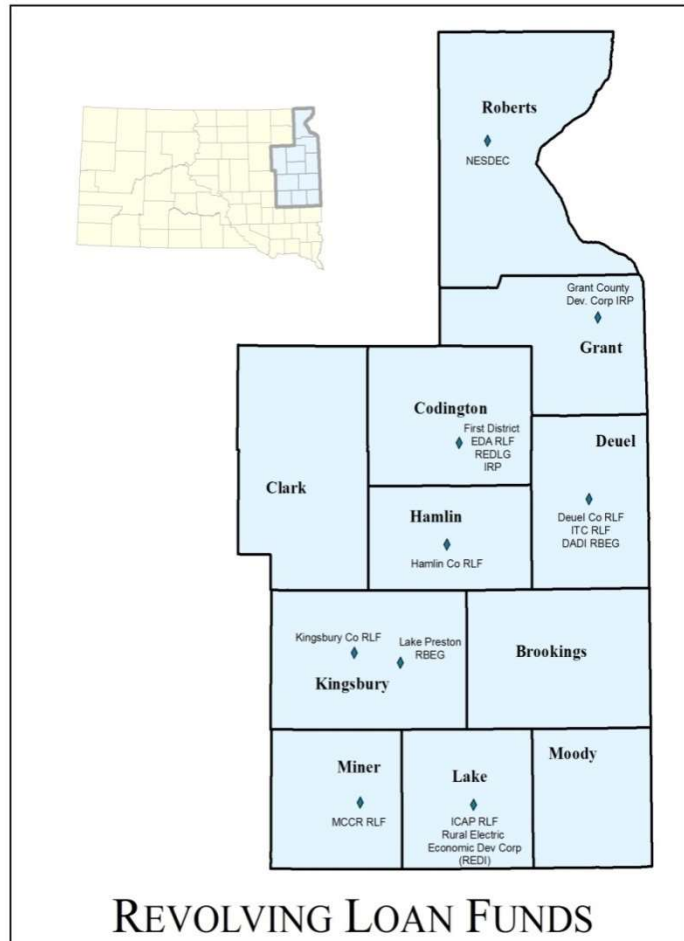 Roberts
NESDEC
Grant County
Dev. Corp IRP
Grant
Codington
First District
EDA RLF
REDLG
IRP
Deuel
Clark
Hamlin
Hamlin Co RLF
Deuel Co RLF
ITC RLF
DADI RBEG
Kingsbury Co RLF
Lake Preston
RBEG
Kingsbury
Brookings
Miner
MCCR RLF
Lake
ICAP RLF
Rural Electric
Economic Dev Corp
(REDI)
Moody
REVOLVING LOAN FUNDS